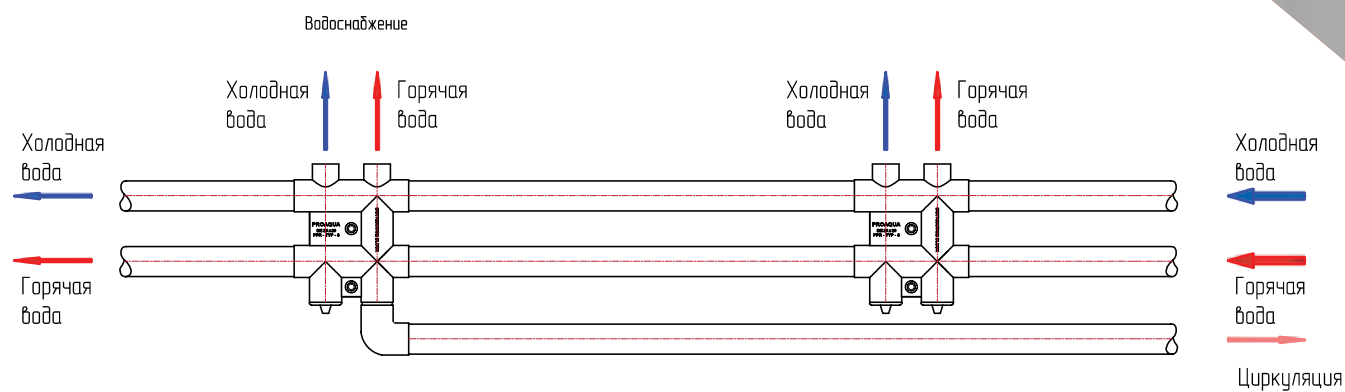 Водоснабжение
Холодная
вода
Горячая
вода
Холодная
вода
Горячая
вода
Холодная
вода
Холодная
вода
PROAQUA
PROAQUA
Горячая
вода
Горячая
вода
Циркуляция